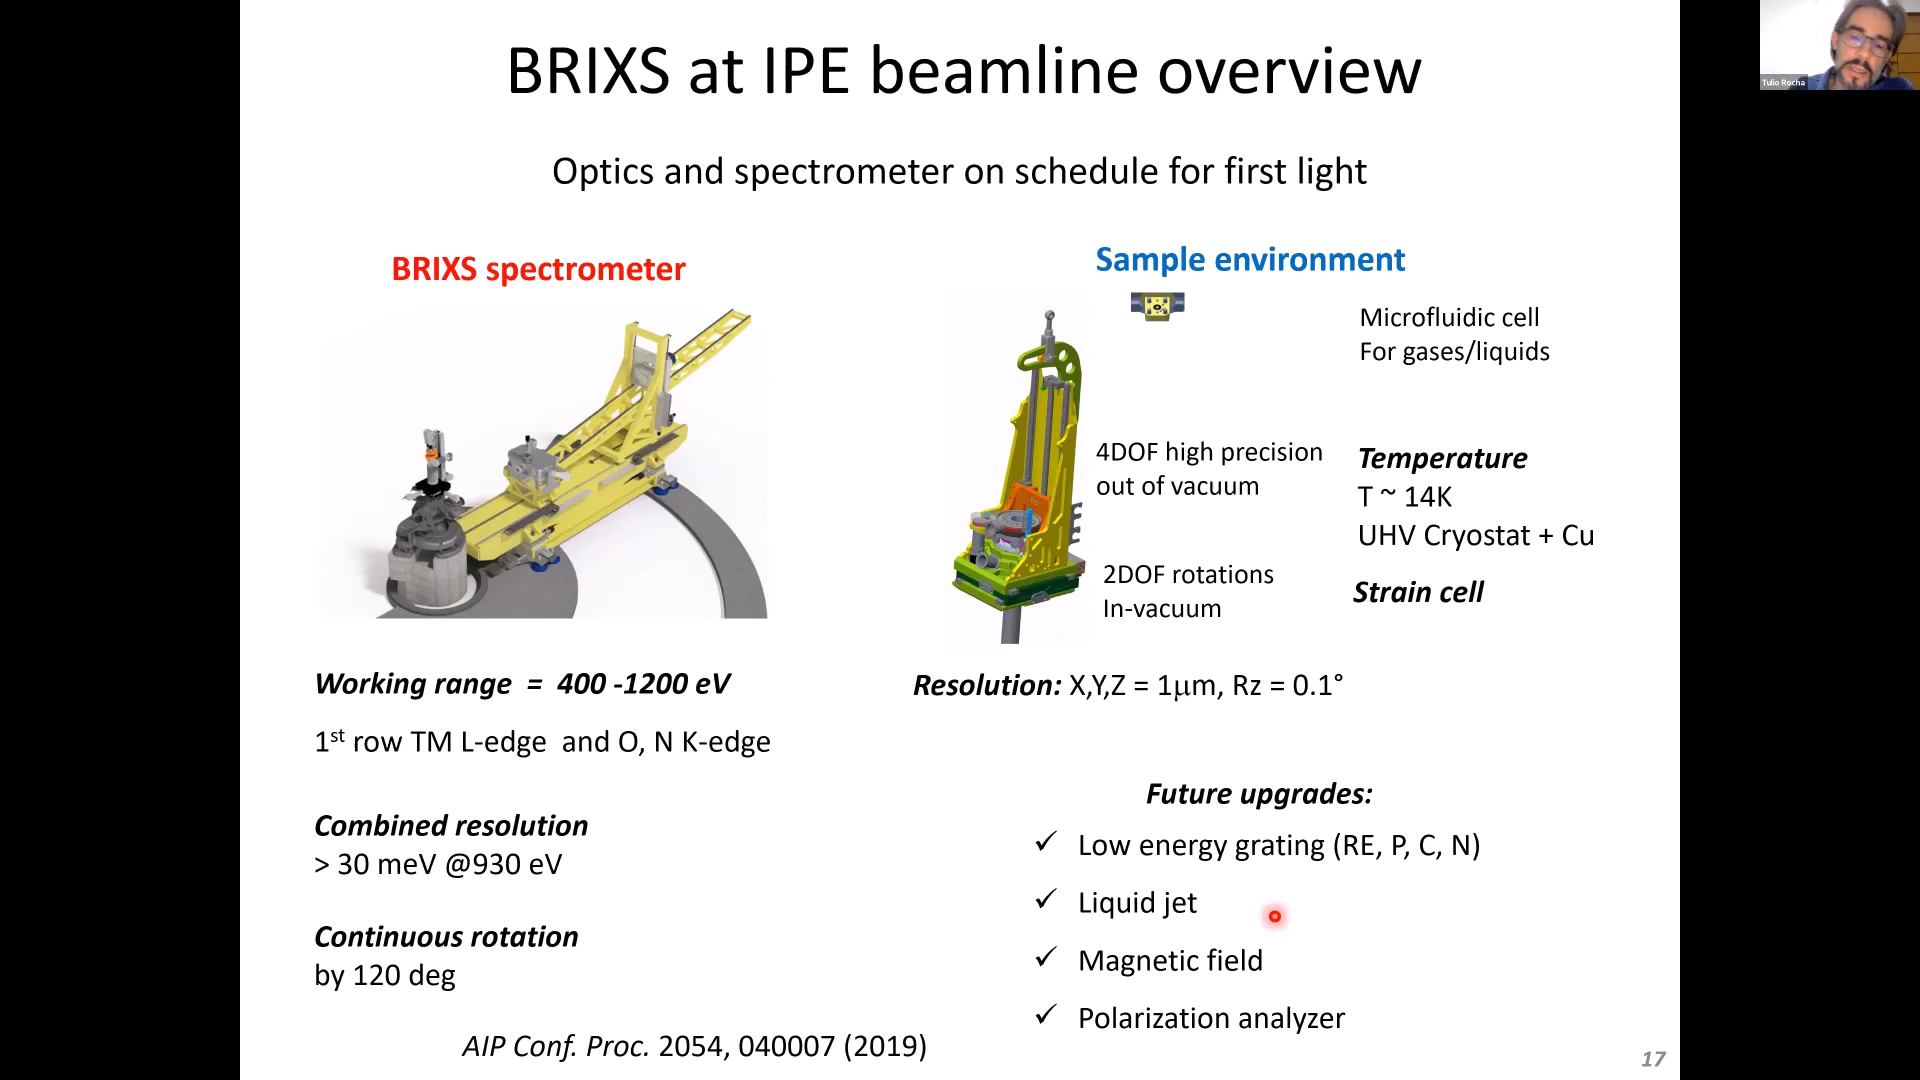 BRIXS at IPE beamline overview
Tulio Rocha
Optics and spectrometer on schedule for first light
BRIXS spectrometer
Working range = 400 -1200 eV
1st row TM L-edge and O, N K-edge
Combined resolution
> 30 meV @930 eV
Continuous rotation
by 120 deg
Sample environment
Microfluidic cell
For gases/liquids
4DOF high precision
out of vacuum
2DOF rotations
In-vacuum
Temperature
T ~ 14K
UHV Cryostat + Cu
Strain cell
Resolution: X,Y,Z = 1μm, Rz = 0.1°
Future upgrades:
✓ Low energy grating (RE, P, C, N)
✓ Liquid jet
✓ Magnetic field
✓ Polarization analyzer
AIP Conf. Proc. 2054, 040007 (2019)
17